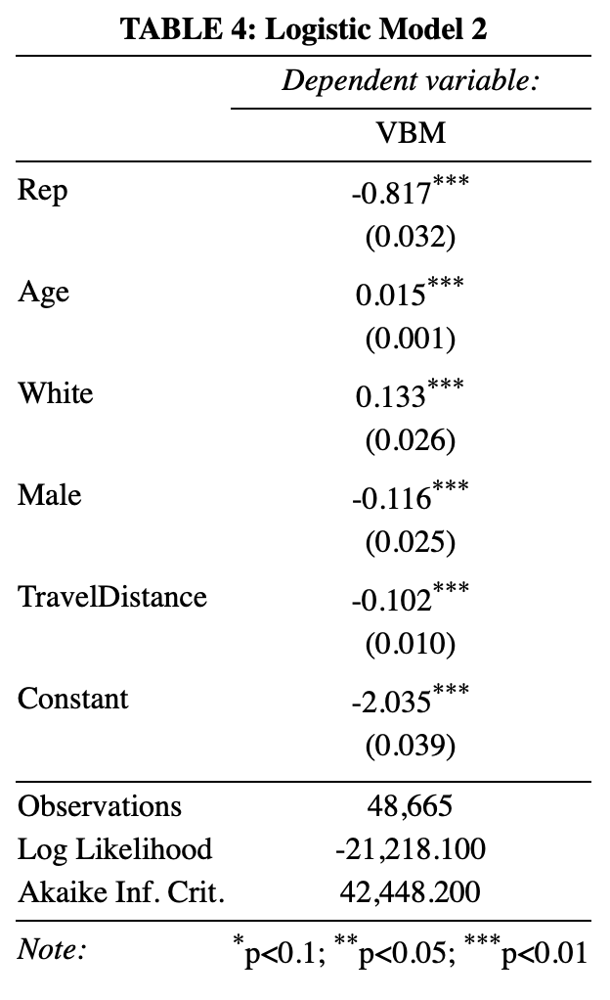 TABLE 4: Logistic Model 2
Dependent variable:
VBM
Rep -0.817***
(0.032)
Age 0.015***
(0.001)
White 0.133***
(0.026)
Male -0.116***
(0.025)
TravelDistance -0.102***
(0.010)
Constant -2.035***
(0.039)
Observations 48,665
Log Likelihood -21,218.100
Akaike Inf. Crit. 42,448.200
Note: *p<0.1; **p<0.05; ***p<0.01